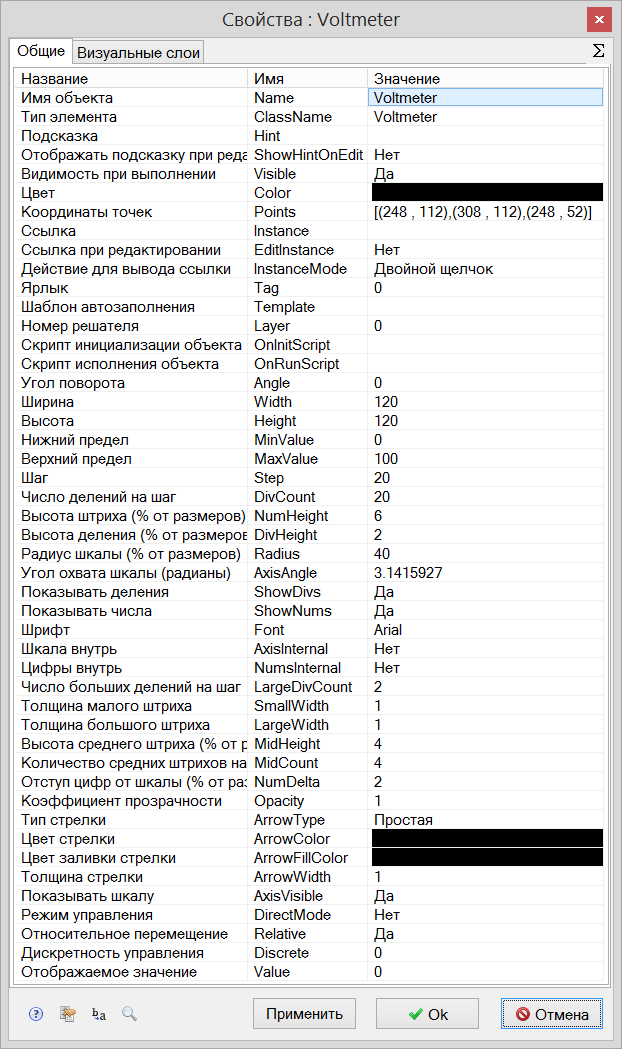 Свойства : Voltmeter
Общие Визуальные слои Σ
Название Имя Значение
Имя объекта Name Voltmeter
Тип элемента ClassName Voltmeter
Подсказка Hint
Отображать подсказку при реда ShowHintOnEdit Нет
Видимость при выполнении Visible Да
Цвет Color
Координаты точек Points [(248 , 112),(308 , 112),(248 , 52)]
Ссылка Instance
Ссылка при редактировании EditInstance Нет
Действие для вывода ссылки InstanceMode Двойной щелчок
Ярлык Tag 0
Шаблон автозаполнения Template
Номер решателя Layer 0
Скрипт инициализации объекта OnInitScript
Скрипт исполнения объекта OnRunScript
Угол поворота Angle 0
Ширина Width 120
Высота Height 120
Нижний предел MinValue 0
Верхний предел MaxValue 100
Шаг Step 20
Число делений на шаг DivCount 20
Высота штриха (% от размеров) NumHeight 6
Высота деления (% от размеров DivHeight 2
Радиус шкалы (% от размеров) Radius 40
Угол охвата шкалы (радианы) AxisAngle 3.1415927
Показывать деления ShowDivs Да
Показывать числа ShowNums Да
Шрифт Font Arial
Шкала внутрь AxisInternal Нет
Цифры внутрь NumsInternal Нет
Число больших делений на шаг LargeDivCount 2
Толщина малого штриха SmallWidth 1
Толщина большого штриха LargeWidth 1
Высота среднего штриха (% от р MidHeight 4
Количество средних штрихов на MidCount 4
Отступ цифр от шкалы (% от раз NumDelta 2
Коэффициент прозрачности Opacity 1
Тип стрелки ArrowType Простая
Цвет стрелки ArrowColor
Цвет заливки стрелки ArrowFillColor
Толщина стрелки ArrowWidth 1
Показывать шкалу AxisVisible Да
Режим управления DirectMode Нет
Относительное перемещение Relative Да
Дискретность управления Discrete 0
Отображаемое значение Value 0
Применить Ok Отмена